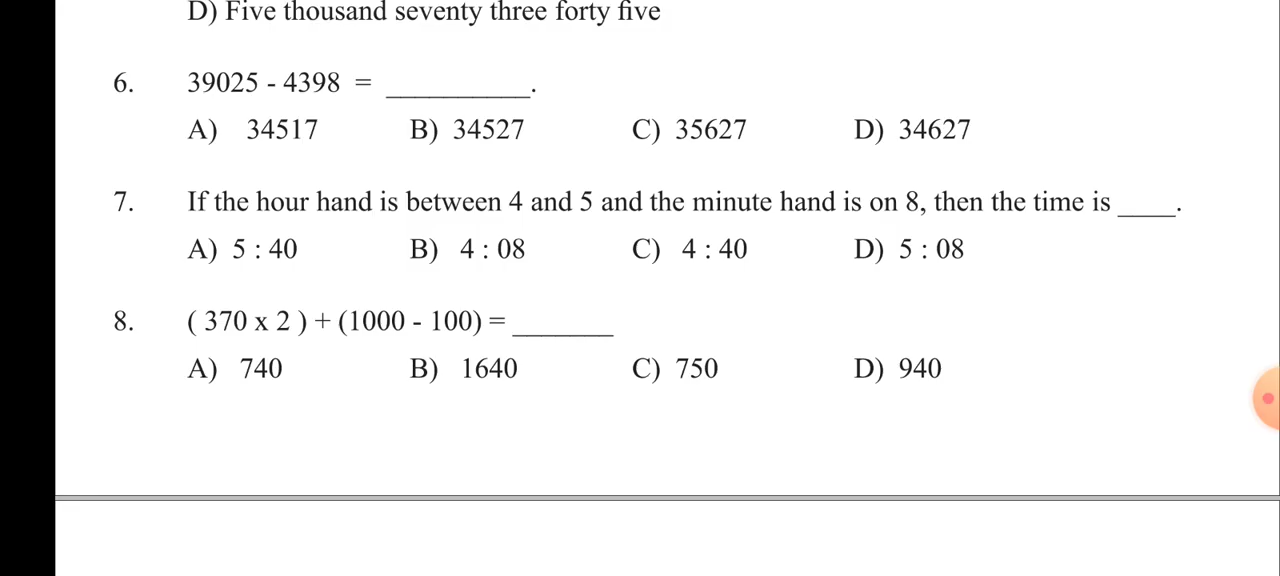 D) Five thousand seventy three forty five
6. 39025 - 4398 = __________.
A) 34517 B) 34527 C) 35627 D) 34627
7. If the hour hand is between 4 and 5 and the minute hand is on 8, then the time is ____.
A) 5 : 40 B) 4 : 08 C) 4 : 40 D) 5 : 08
8. ( 370 x 2 ) + (1000 - 100) = _______
A) 740 B) 1640 C) 750 D) 940